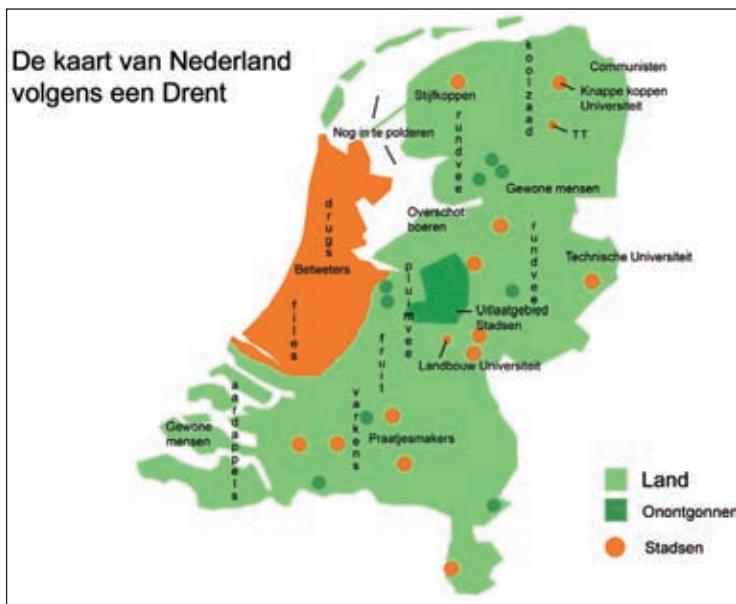 De kaart van Nederland
volgens een Drent
koolzaad
Communisten
Stijfkoppen
Knappe koppen
Universiteit
Nog in te polderen
rundvee
TT
Gewone mensen
drugs
Overschot
boeren
rundvee
Technische Universiteit
Betweters
pluimvee
files
Uitlaatgebied
Stadsen
fruit
Landbouw Universiteit
aardappels
varkens
Gewone
mensen
Praatjesmakers
Land
Onontgonnen
Stadsen